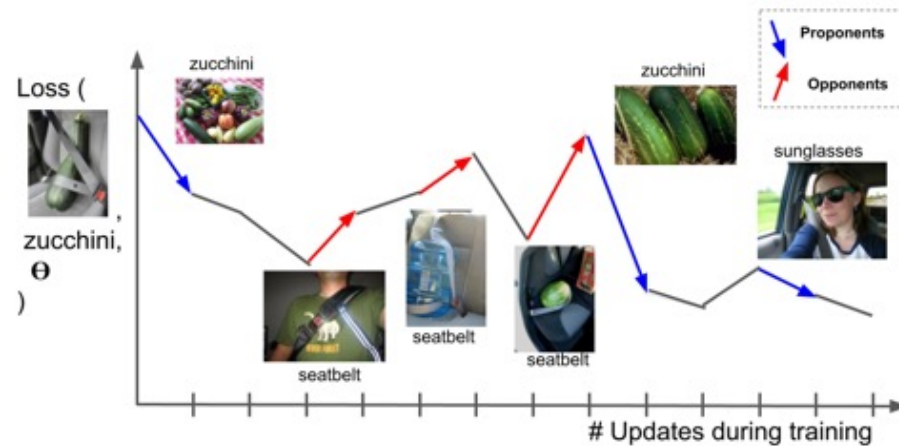 Proponents
Opponents
zucchini
zucchini
Loss (
,
zucchini,
Θ
)
sunglasses
seatbelt
seatbelt
seatbelt
# Updates during training